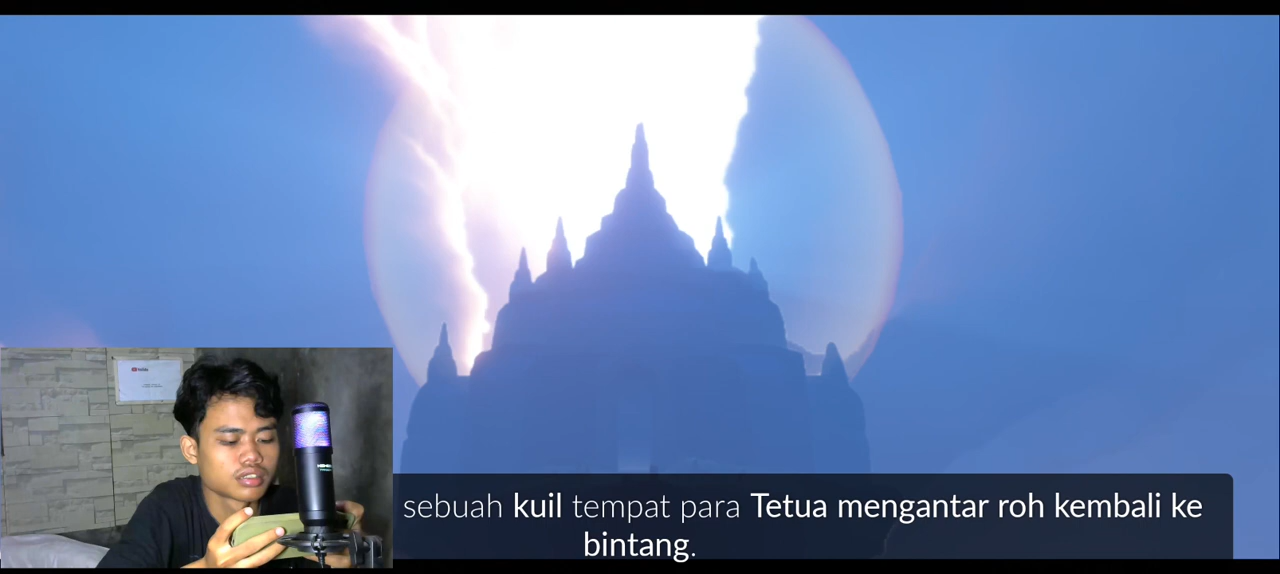 sebuah kuil tempat para Tetua mengantar roh kembali ke
bintang.